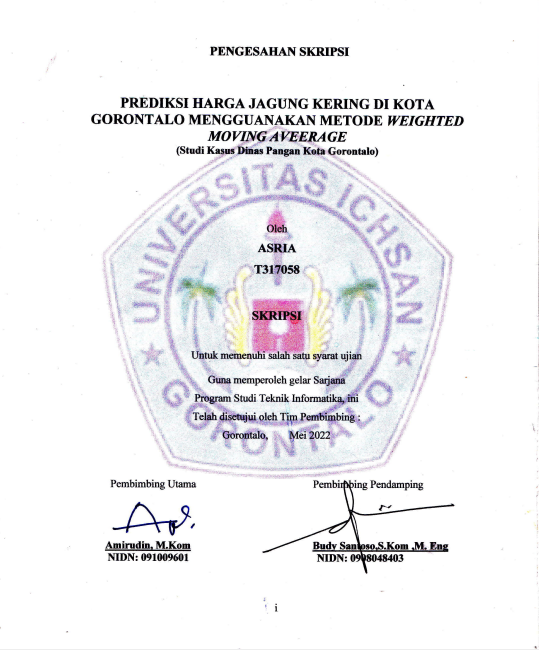 PENGESAHAN SKRIPSI
PREDIKSI HARGA JAGUNG KERING DI KOTA
GORONTALO MENGGUANAKAN METODE WEIGHTED
MOVING AVEERAGE
(Studi Kasus Dinas Pangan Kota Gorontalo)
UNIVERSITAS ICHSAN
GORONTALO
Oleh
ASRIA
T317058
SKRIPSI
Untuk memenuhi salah satu syarat ujian
Guna memperoleh gelar Sarjana
Program Studi Teknik Informatika, ini
Telah disetujui oleh Tim Pembimbing :
Gorontalo, Mei 2022
Pembimbing Utama Pembimbing Pendamping
Amirudin, M.Kom Budy Santoso,S.Kom ,M. Eng
NIDN: 091009601 NIDN: 0908048403
i